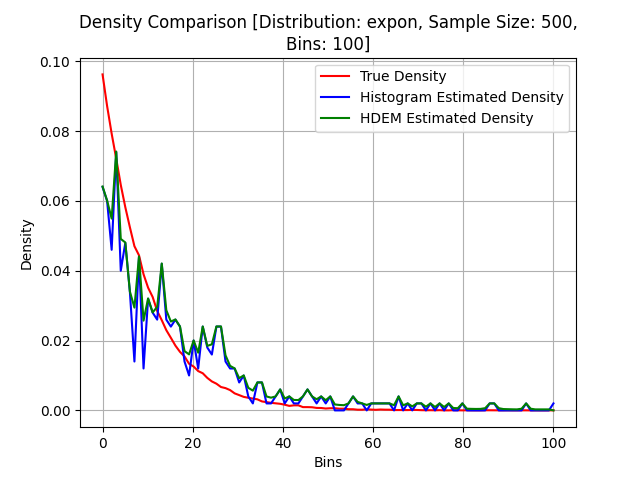 Density Comparison [Distribution: expon, Sample Size: 500,
Bins: 100]
True Density
Histogram Estimated Density
HDEM Estimated Density
Density
0.10
0.08
0.06
0.04
0.02
0.00
0 20 40 60 80 100
Bins